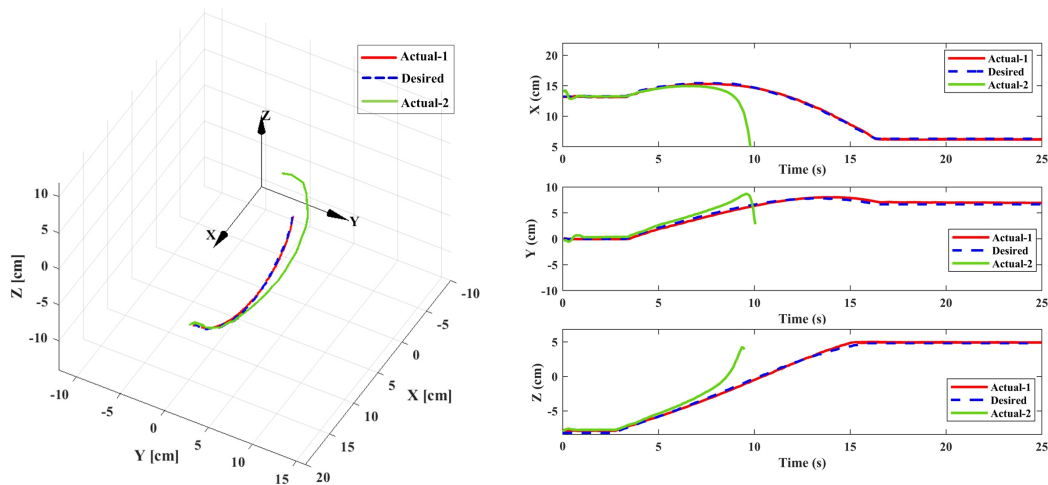 Actual-1
Desired
Actual-2
Z
Y
X
10
5
0
-5
-10
Z [cm]
-10
-5
0
5
10
15
Y [cm]
-10
-5
0
5
10
15
20
X [cm]
20
15
10
5
X (cm)
0 5 10 15 20 25
Time (s)
Actual-1
Desired
Actual-2
10
5
0
-5
-10
Y (cm)
0 5 10 15 20 25
Time (s)
Actual-1
Desired
Actual-2
5
0
-5
Z (cm)
0 5 10 15 20 25
Time (s)
Actual-1
Desired
Actual-2